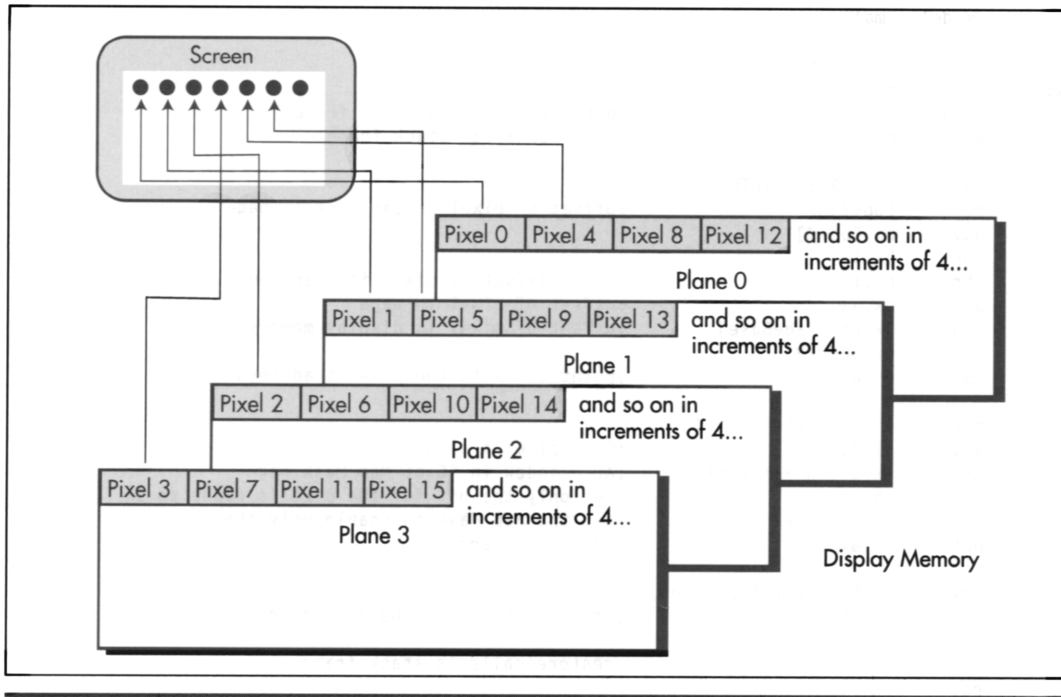 Screen
Pixel 0 Pixel 4 Pixel 8 Pixel 12 and so on in
increments of 4...
Plane 0
Pixel 1 Pixel 5 Pixel 9 Pixel 13 and so on in
increments of 4...
Plane 1
Pixel 2 Pixel 6 Pixel 10 Pixel 14 and so on in
increments of 4...
Plane 2
Pixel 3 Pixel 7 Pixel 11 Pixel 15 and so on in
increments of 4...
Plane 3
Display Memory